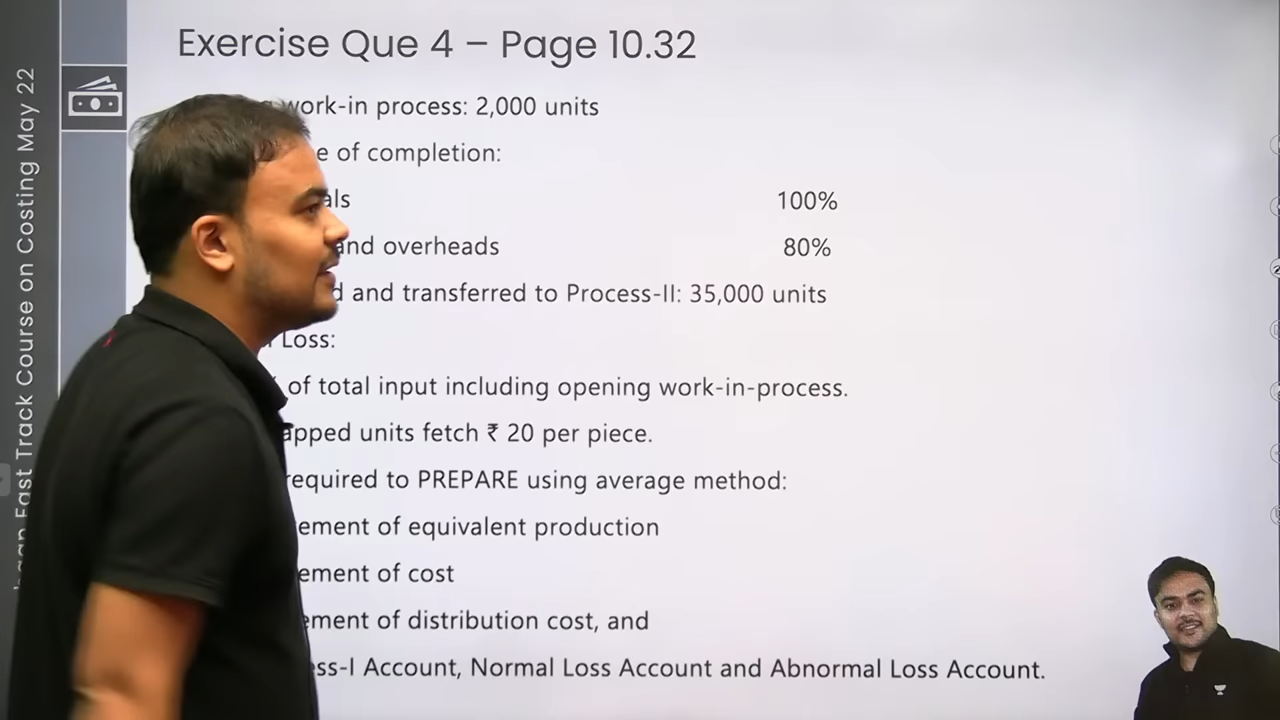 Exercise Que 4 – Page 10.32
work-in process: 2,000 units
of completion:
100%
and overheads 80%
and transferred to Process-II: 35,000 units
Loss:
of total input including opening work-in-process.
units fetch ₹ 20 per piece.
required to PREPARE using average method:
of equivalent production
of cost
of distribution cost, and
Account, Normal Loss Account and Abnormal Loss Account.
Fast Track Course on Costing May 22